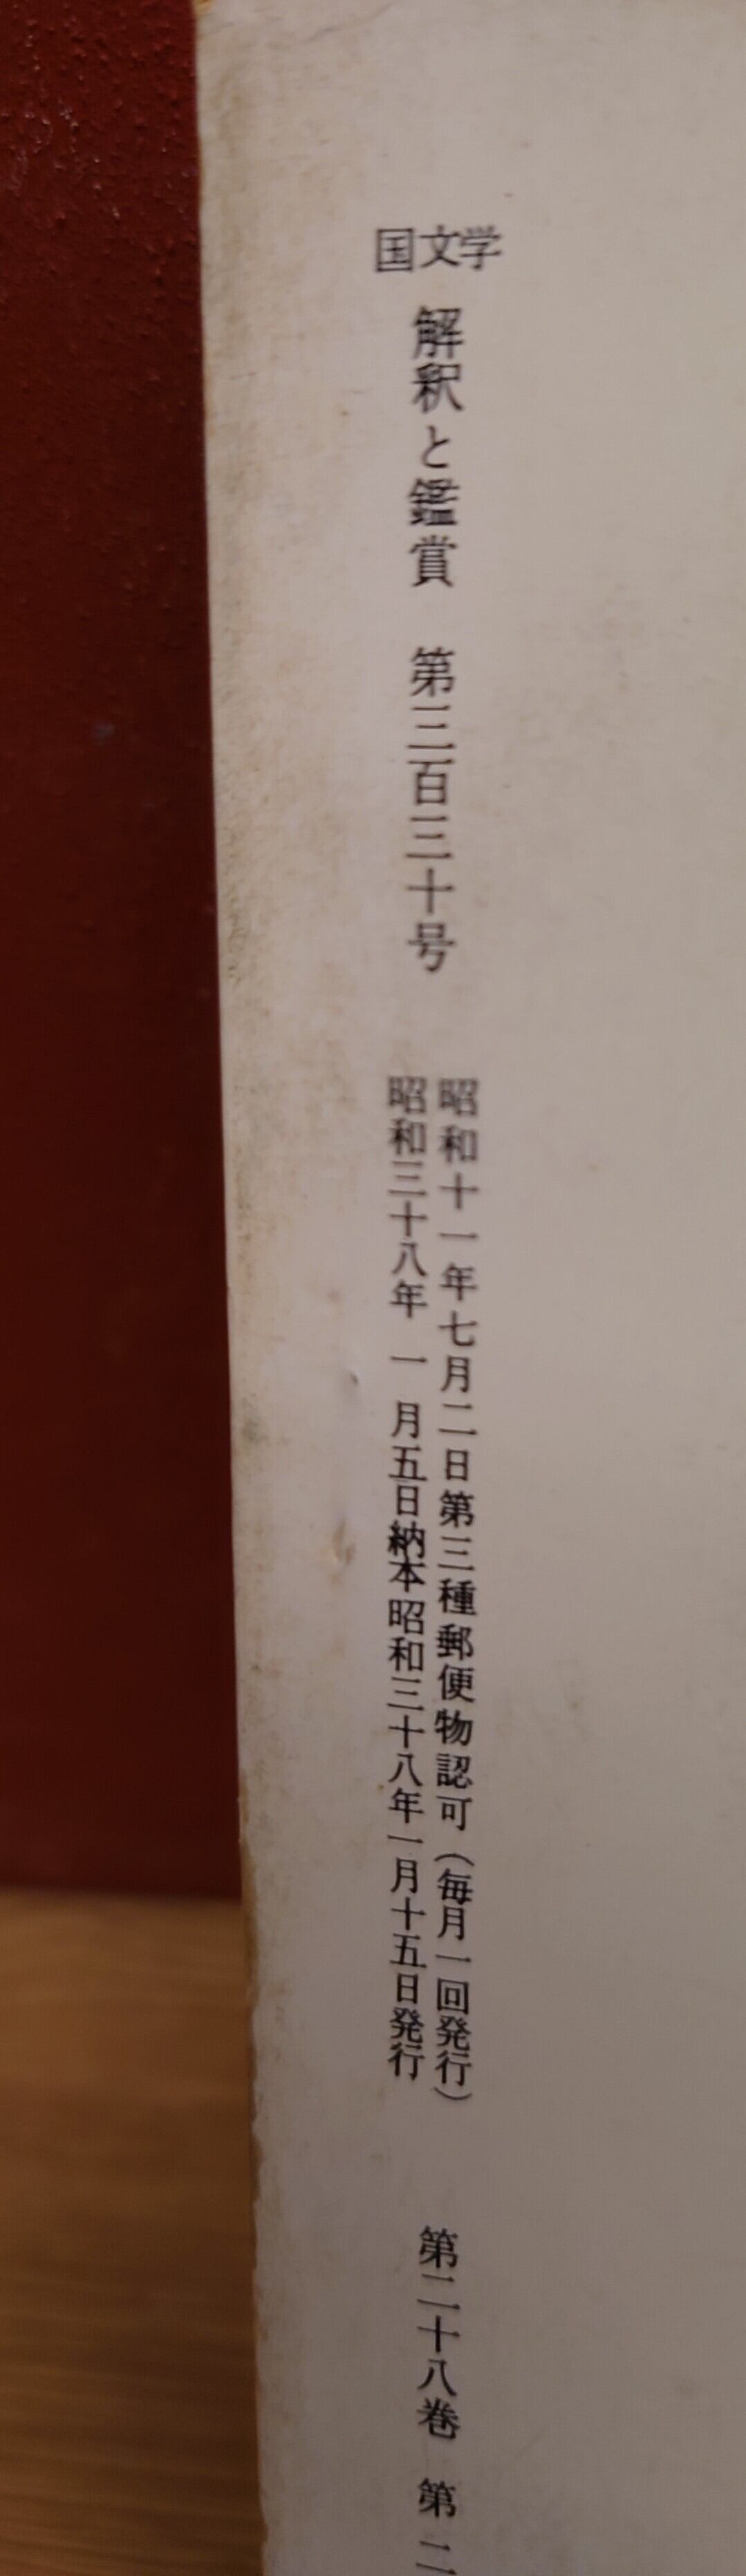 国文学
解釈と鑑賞 第三百三十号
昭和十一年七月二日第三種郵便物認可（毎月一回発行）
昭和三十八年 一 月五日納本昭和三十八年一月十五日発行
第二十八巻 第二